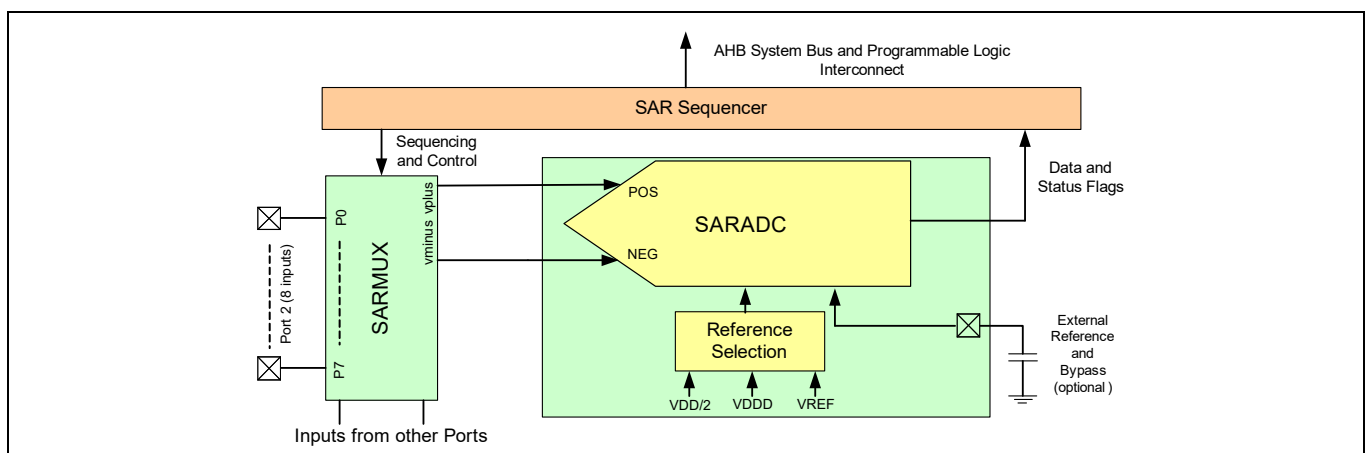 AHB System Bus and Programmable Logic
Interconnect
SAR Sequencer
Sequencing
and Control
Data and
Status Flags
vminus vplus
POS
NEG
SARADC
P0
Port 2 (8 inputs)
SARMUX
P7
Reference
Selection
External
Reference
and
Bypass
(optional )
VDD/2
VDDD
VREF
Inputs from other Ports